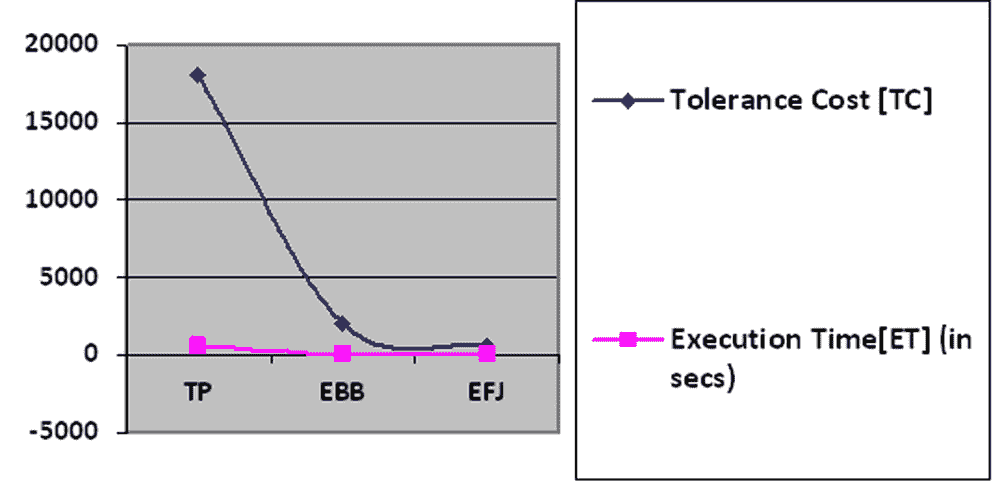 20000
15000
10000
5000
0
-5000
TP EBB EFJ
Tolerance Cost [TC]
Execution Time[ET] (in
secs)